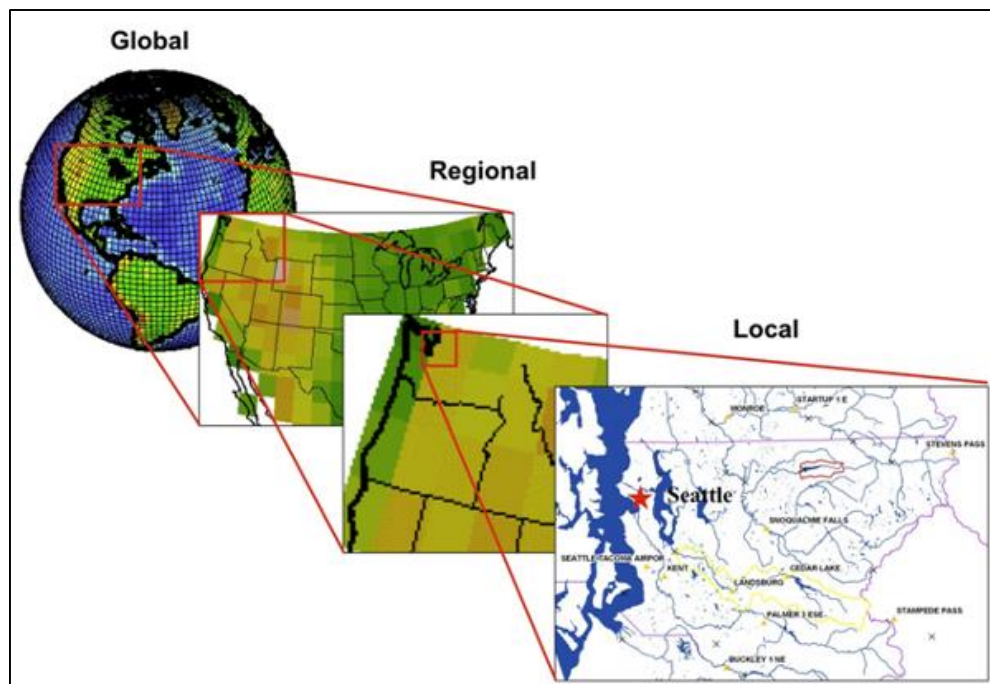 Global
Regional
Local
MONROE
STARTUP 1 E
STEVENS PASS
Seattle
SNOQUALMIE FALLS
SEATTLE-TACOMA AIRPOR
KENT
CEDAR LAKE
LANDSBURG
PALMER 3 ESE
STAMPEDE PASS
BUCKLEY 1 NE